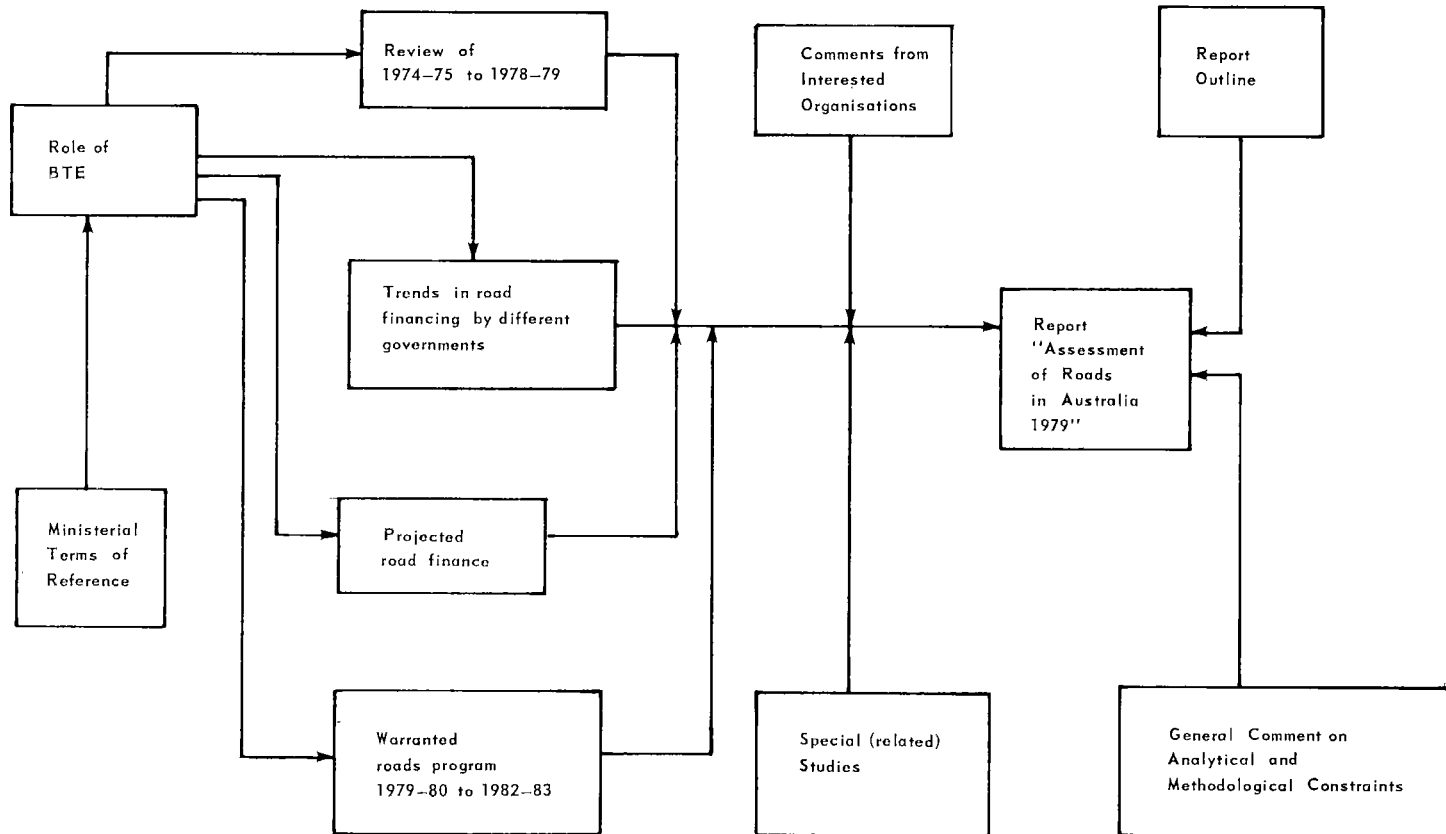 Review of
1974–75 to 1978–79
Comments from
Interested
Organisations
Report
Outline
Role of
BTE
Trends in road
financing by different
governments
Report
"Assessment
of Roads
in Australia
1979"
Ministerial
Terms of
Reference
Projected
road finance
Warranted
roads program
1979–80 to 1982–83
Special (related)
Studies
General Comment on
Analytical and
Methodological Constraints